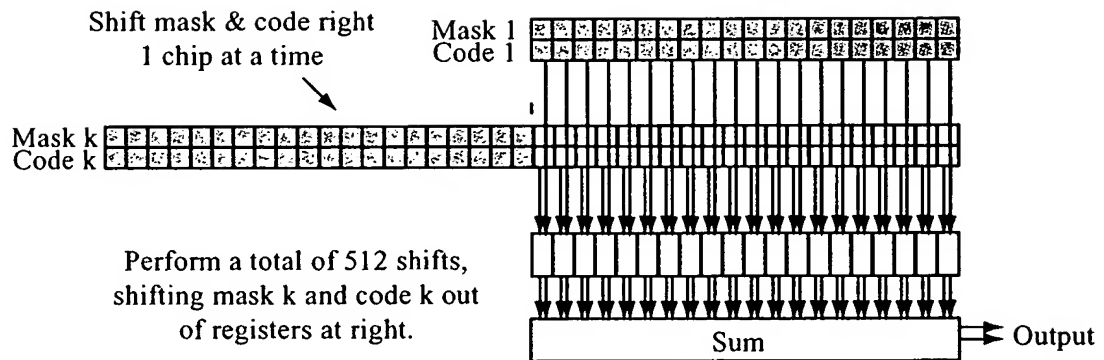 Shift mask & code right
1 chip at a time
Mask 1
Code 1
Mask k
Code k
Perform a total of 512 shifts,
shifting mask k and code k out
of registers at right.
Sum
Output